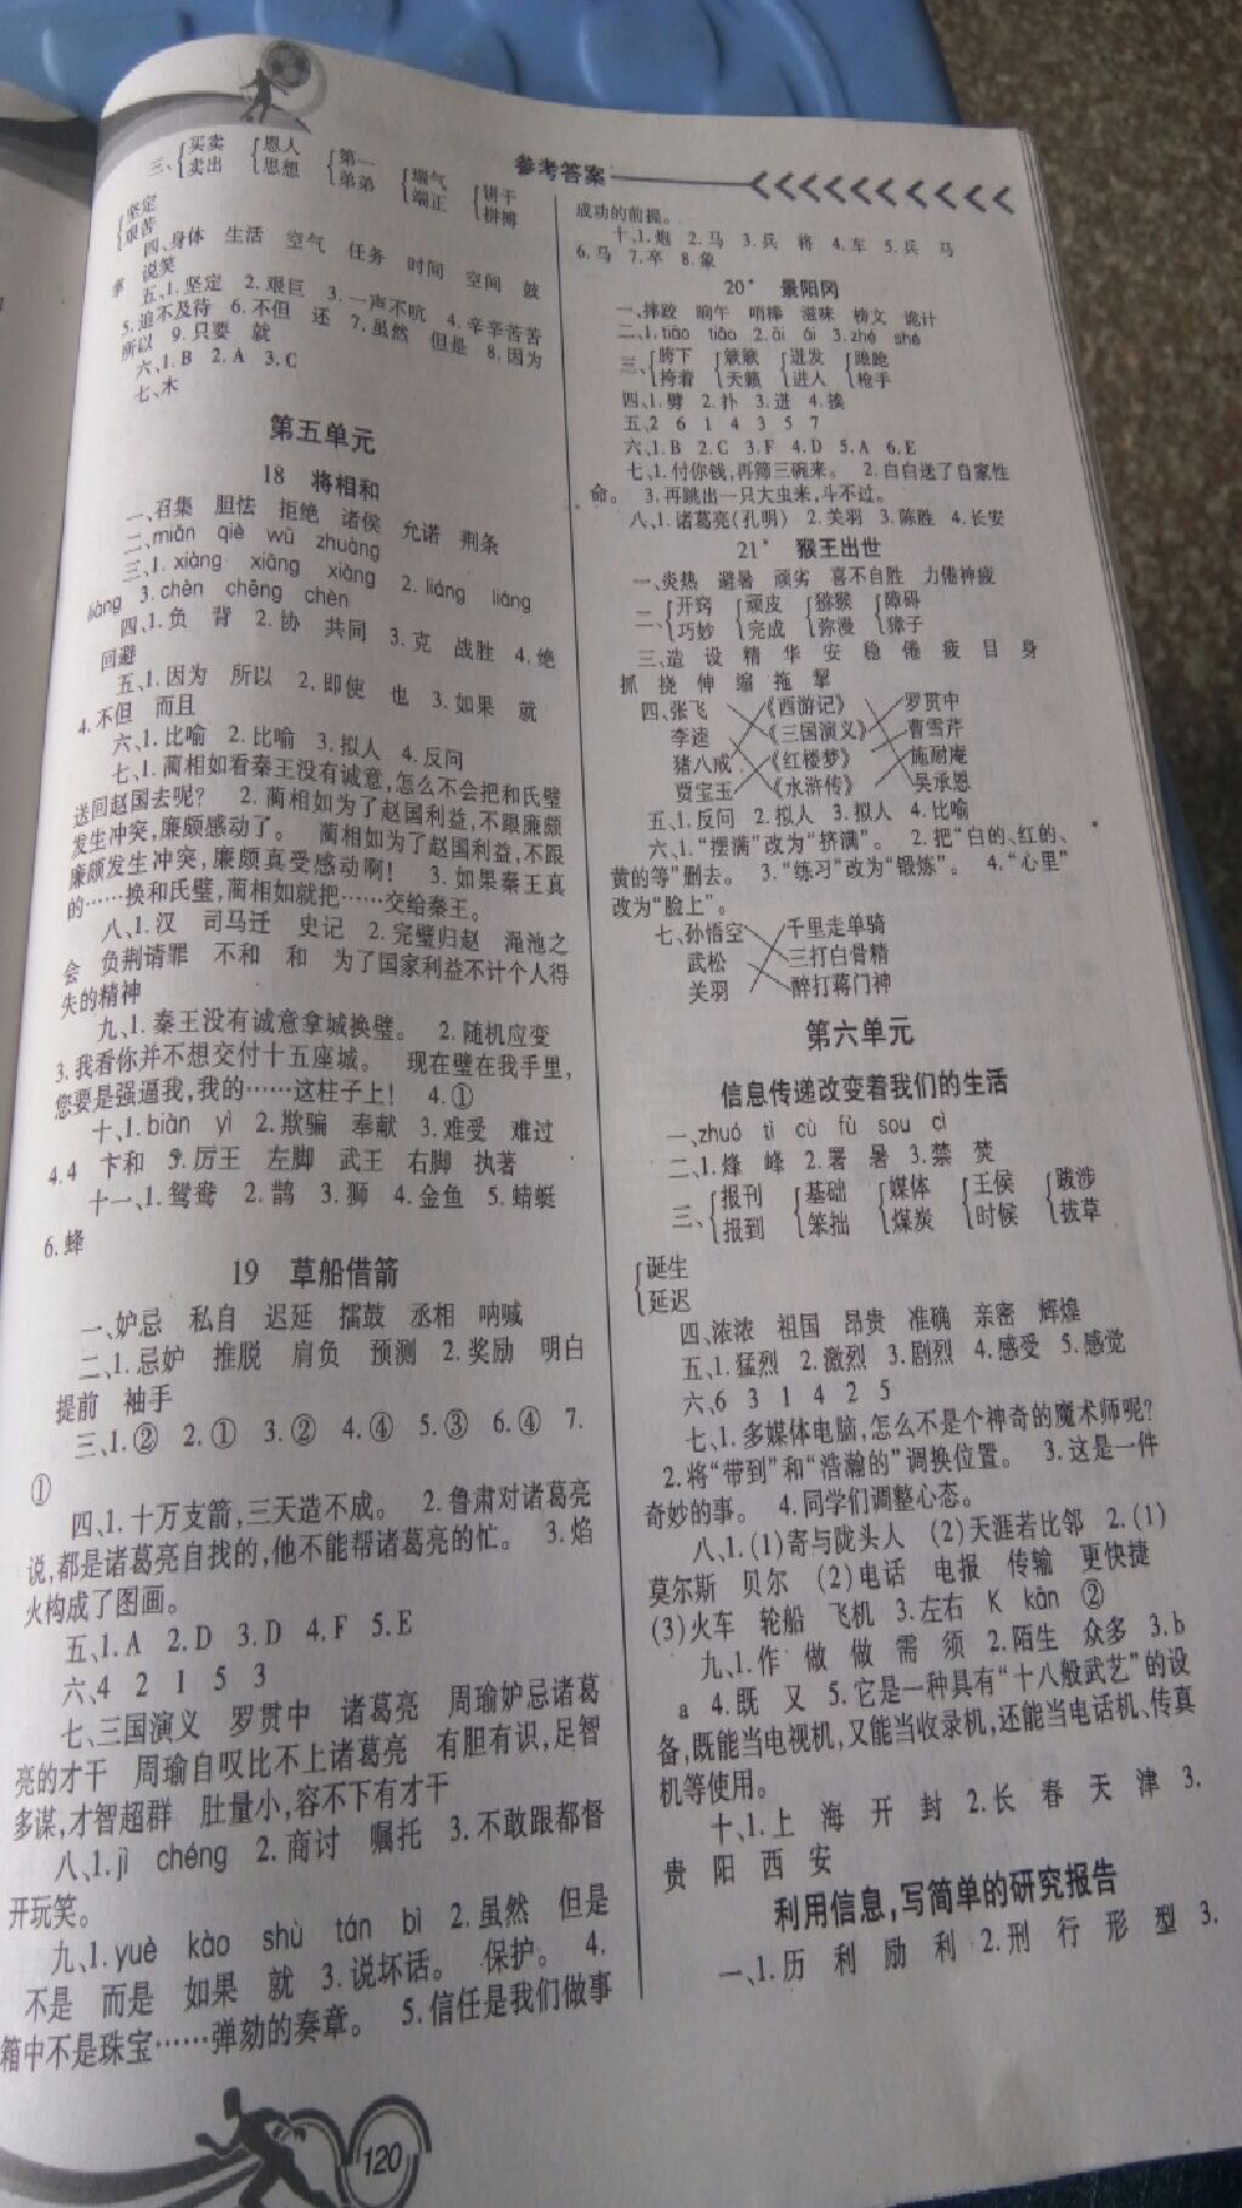 参考答案
三、{买卖 {恩人 {第一 {瑞气 {饼干
卖出 思想 弟弟 端正 拼搏
{坚定
艰苦
四、身体 生活 空气 任务 时间 空间
说笑
五、1.坚定 2.艰巨 3.一声不吭 4.辛辛苦苦
5.迫不及待 6.不但 还 7.虽然 但是 8.因为
所以 9.只要 就
六、1.B 2.A 3.C
七、木
第五单元
18 将相和
一、召集 胆怯 拒绝 诸侯 允诺 荆条
二、miǎn qiè wū zhuàng
三、1.xiàng xiāng xiàng 2.liáng liáng
liàng 3.chèn chēng chèn
四、1.负 背 2.协 共同 3.克 战胜 4.绝
回避
五、1.因为 所以 2.即使 也 3.如果 就
4.不但 而且
六、1.比喻 2.比喻 3.拟人 4.反问
七、1.蔺相如看秦王没有诚意,怎么不会把和氏璧
送回赵国去呢? 2.蔺相如为了赵国利益,不跟廉颇
发生冲突,廉颇感动了。 蔺相如为了赵国利益,不跟
廉颇发生冲突,廉颇真受感动啊! 3.如果秦王真
的……换和氏璧,蔺相如就把……交给秦王。
八、1.汉 司马迁 史记 2.完璧归赵 渑池之
会 负荆请罪 不和 和 为了国家利益不计个人得
失的精神
九、1.秦王没有诚意拿城换璧。 2.随机应变
3.我看你并不想交付十五座城。 现在璧在我手里,
您要是强逼我,我的……这柱子上! 4.①
十、1.biàn yì 2.欺骗 奉献 3.难受 难过
4.4 卞和 5.厉王 左脚 武王 右脚 执著
十一、1.鸳鸯 2.鹊 3.狮 4.金鱼 5.蜻蜓
6.蜂
19 草船借箭
一、妒忌 私自 迟延 擂鼓 丞相 呐喊
二、1.忌妒 推脱 肩负 预测 2.奖励 明白
提前 袖手
三、1.② 2.① 3.② 4.④ 5.③ 6.④ 7.
①
四、1.十万支箭,三天造不成。 2.鲁肃对诸葛亮
说,都是诸葛亮自找的,他不能帮诸葛亮的忙。 3.焰
火构成了图画。
五、1.A 2.D 3.D 4.F 5.E
六、4 2 1 5 3
七、三国演义 罗贯中 诸葛亮 周瑜妒忌诸葛
亮的才干 周瑜自叹比不上诸葛亮 有胆有识,足智
多谋,才智超群 肚量小,容不下有才干
八、1.jì chéng 2.商讨 嘱托 3.不敢跟都督
开玩笑。
九、1.yuè kào shù tán bì 2.虽然 但是
不是 而是 如果 就 3.说坏话。 保护。 4.
箱中不是珠宝……弹劾的奏章。 5.信任是我们做事
成功的前提。
十、1.炮 2.马 3.兵 将 4.车 5.兵 马
6.马 7.卒 8.象
20* 景阳冈
一、摔跤 晌午 哨棒 滋味 榜文 诡计
二、1.tiāo tiǎo 2.āi ái 3.zhé shé
三、{胯下 {簌簌 {迸发 {踉跄
挎着 天籁 进入 枪手
四、1.劈 2.扑 3.迸 4.挨
五、2 6 1 4 3 5 7
六、1.B 2.C 3.F 4.D 5.A 6.E
七、1.付你钱,再筛三碗来。 2.白白送了自家性
命。 3.再跳出一只大虫来,斗不过。
八、1.诸葛亮(孔明) 2.关羽 3.陈胜 4.长安
21* 猴王出世
一、炎热 避暑 顽劣 喜不自胜 力倦神疲
二、{开窍 {顽皮 {猕猴 {障碍
巧妙 完成 弥漫 獐子
三、造 设 精 华 安 稳 倦 疲 目 身
抓 挠 伸 缩 拖 拏
四、张飞 《西游记》 罗贯中
李逵 《三国演义》 曹雪芹
猪八戒 《红楼梦》 施耐庵
贾宝玉 《水浒传》 吴承恩
五、1.反问 2.拟人 3.拟人 4.比喻
六、1.“摆满”改为“挤满”。 2.把“白的、红的、
黄的等”删去。 3.“练习”改为“锻炼”。 4.“心里”
改为“脸上”。
七、孙悟空 千里走单骑
武松 三打白骨精
关羽 醉打蒋门神
第六单元
信息传递改变着我们的生活
一、zhuó tì cù fù sou cì
二、1.烽 峰 2.署 暑 3.禁 焚
三、{报刊 {基础 {媒体 {王侯 {跋涉
报到 笨拙 煤炭 时候 拔草
{诞生
延迟
四、浓浓 祖国 昂贵 准确 亲密 辉煌
五、1.猛烈 2.激烈 3.剧烈 4.感受 5.感觉
六、6 3 1 4 2 5
七、1.多媒体电脑,怎么不是个神奇的魔术师呢?
2.将“带到”和“浩瀚的”调换位置。 3.这是一件
奇妙的事。 4.同学们调整心态。
八、1.(1)寄与陇头人 (2)天涯若比邻 2.(1)
莫尔斯 贝尔 (2)电话 电报 传输 更快捷
(3)火车 轮船 飞机 3.左右 K kān ②
九、1.作 做 做 需 须 2.陌生 众多 3.b
a 4.既 又 5.它是一种具有“十八般武艺”的设
备,既能当电视机,又能当收录机,还能当电话机、传真
机等使用。
十、1.上 海 开 封 2.长 春 天 津 3.
贵 阳 西 安
利用信息,写简单的研究报告
一、1.历 利 励 利 2.刑 行 形 型 3.
120